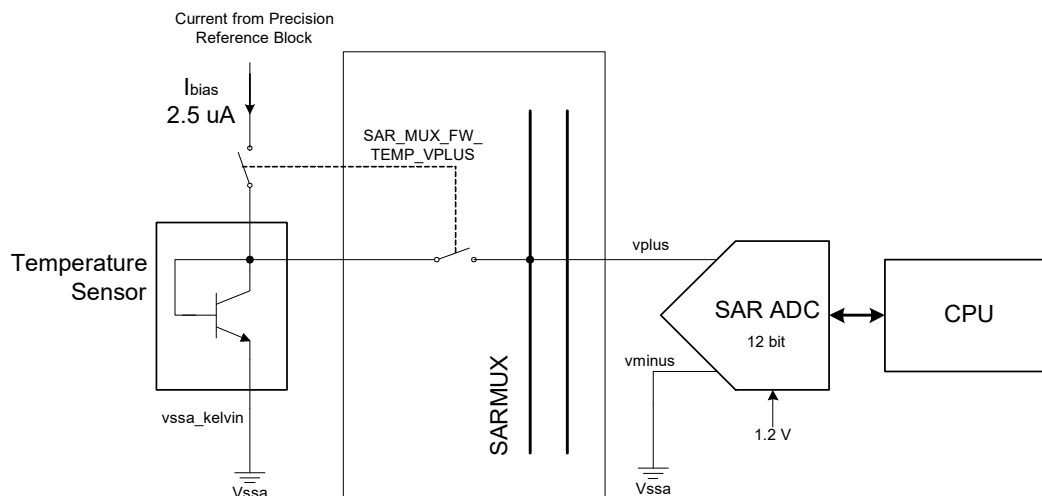 Current from Precision
Reference Block
Ibias
2.5 uA
SAR_MUX_FW_
TEMP_VPLUS
Temperature
Sensor
vssa_kelvin
Vssa
SARMUX
vplus
vminus
SAR ADC
12 bit
1.2 V
Vssa
CPU